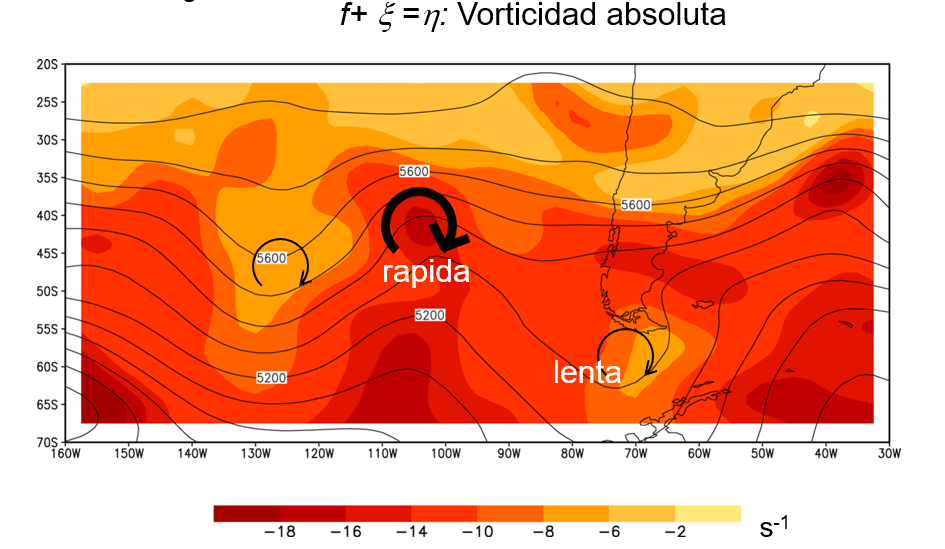 f+ ξ =η: Vorticidad absoluta
20S
25S
30S
35S
40S
45S
50S
55S
60S
65S
70S
5600
5600
5600
rapida
5200
lenta
5200
160W 150W 140W 130W 120W 110W 100W 90W 80W 70W 60W 50W 40W 30W
−18 −16 −14 −10 −8 −6 −2 s-1